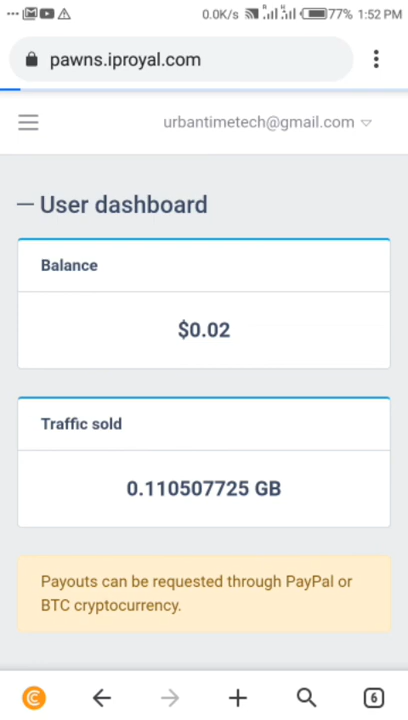 0.0K/s R H 77% 1:52 PM
pawns.iproyal.com
urbantimetech@gmail.com
User dashboard
Balance
$0.02
Traffic sold
0.110507725 GB
Payouts can be requested through PayPal or
BTC cryptocurrency.
6